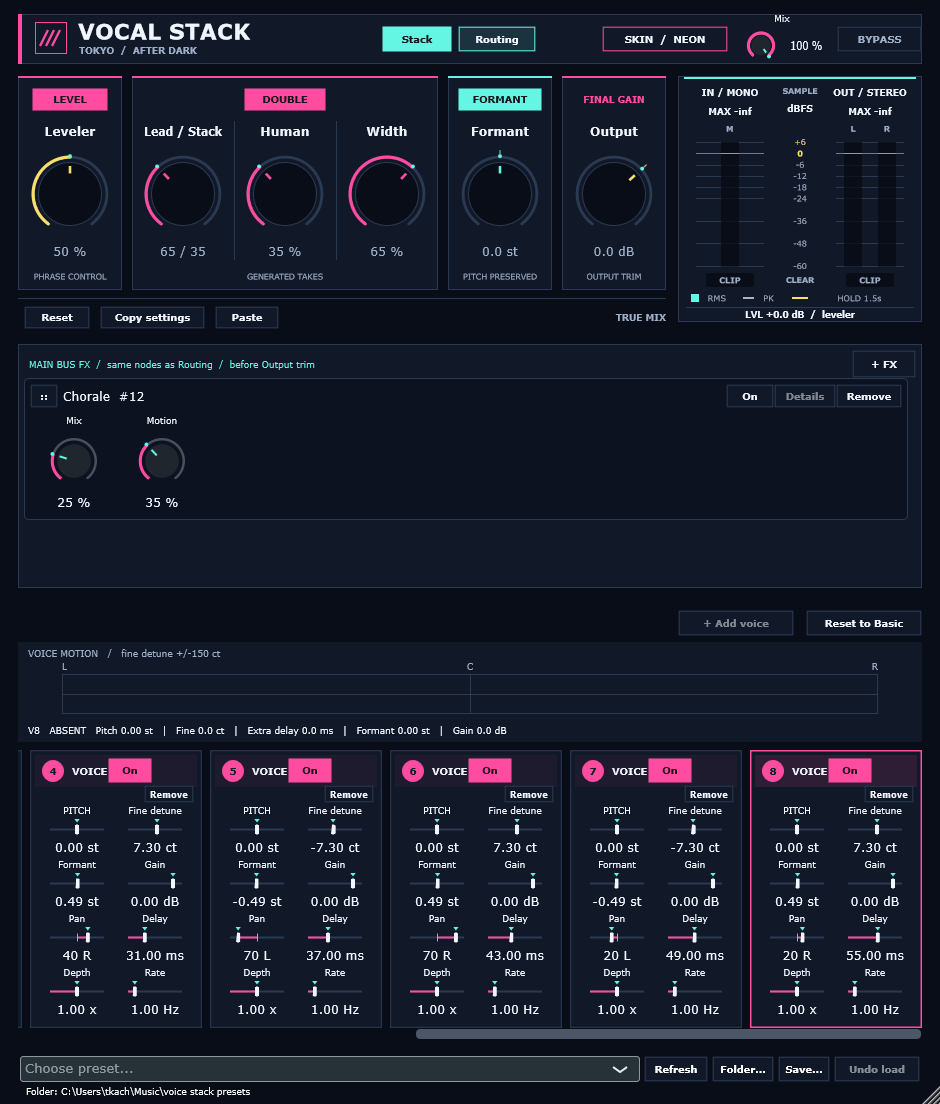 VOCAL STACK
TOKYO / AFTER DARK
Stack
Routing
SKIN / NEON
Mix
100 %
BYPASS
LEVEL
Leveler
50 %
PHRASE CONTROL
DOUBLE
Lead / Stack
Human
Width
65 / 35
35 %
65 %
GENERATED TAKES
FORMANT
Formant
0.0 st
PITCH PRESERVED
FINAL GAIN
Output
0.0 dB
OUTPUT TRIM
IN / MONO
SAMPLE
OUT / STEREO
MAX -inf
dBFS
MAX -inf
M
L
R
+6
0
-6
-12
-18
-24
-36
-48
-60
CLIP
CLEAR
CLIP
RMS
PK
HOLD 1.5s
LVL +0.0 dB / leveler
Reset
Copy settings
Paste
TRUE MIX
MAIN BUS FX / same nodes as Routing / before Output trim
+ FX
:: Chorale #12
On
Details
Remove
Mix
Motion
25 %
35 %
+ Add voice
Reset to Basic
VOICE MOTION / fine detune +/-150 ct
L
C
R
V8 ABSENT Pitch 0.00 st | Fine 0.0 ct | Extra delay 0.0 ms | Formant 0.00 st | Gain 0.0 dB
4 VOICE On
Remove
PITCH Fine detune
0.00 st 7.30 ct
Formant Gain
0.49 st 0.00 dB
Pan Delay
40 R 31.00 ms
Depth Rate
1.00 x 1.00 Hz
5 VOICE On
Remove
PITCH Fine detune
0.00 st -7.30 ct
Formant Gain
-0.49 st 0.00 dB
Pan Delay
70 L 37.00 ms
Depth Rate
1.00 x 1.00 Hz
6 VOICE On
Remove
PITCH Fine detune
0.00 st 7.30 ct
Formant Gain
0.49 st 0.00 dB
Pan Delay
70 R 43.00 ms
Depth Rate
1.00 x 1.00 Hz
7 VOICE On
Remove
PITCH Fine detune
0.00 st -7.30 ct
Formant Gain
-0.49 st 0.00 dB
Pan Delay
20 L 49.00 ms
Depth Rate
1.00 x 1.00 Hz
8 VOICE On
Remove
PITCH Fine detune
0.00 st 7.30 ct
Formant Gain
0.49 st 0.00 dB
Pan Delay
20 R 55.00 ms
Depth Rate
1.00 x 1.00 Hz
Choose preset...
Refresh
Folder...
Save...
Undo load
Folder: C:\Users\tkach\Music\voice stack presets